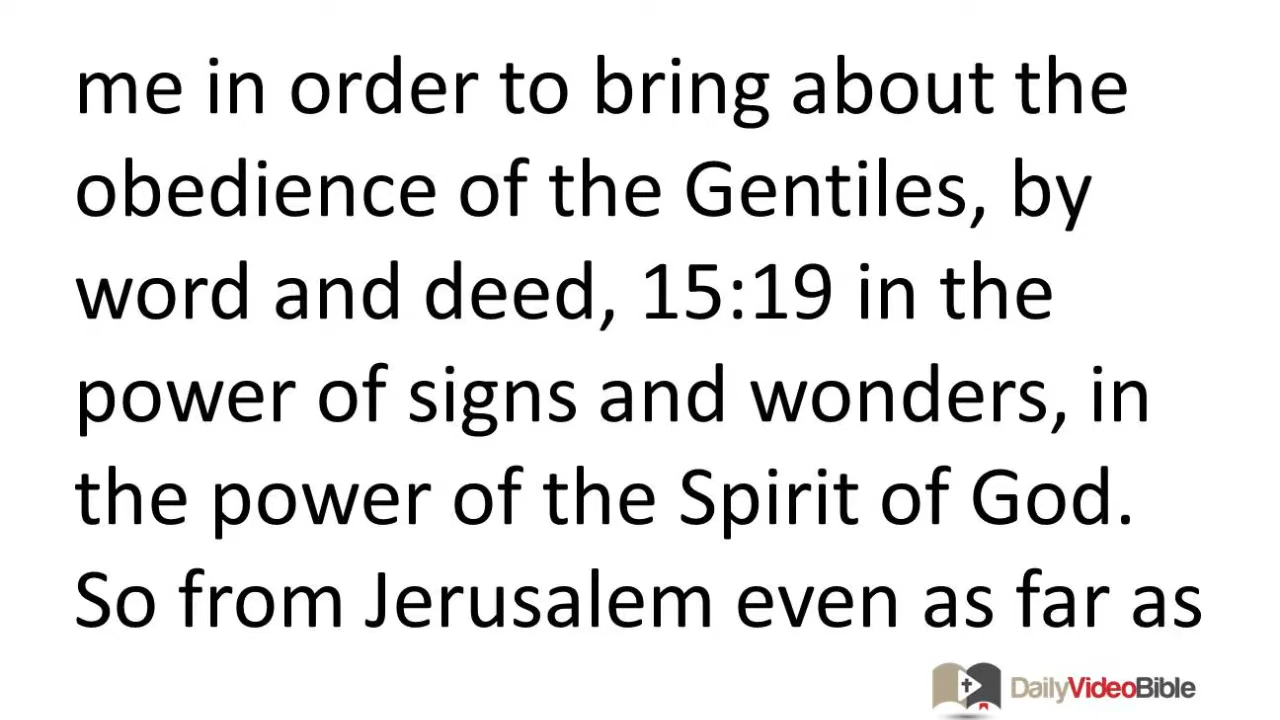 me in order to bring about the
obedience of the Gentiles, by
word and deed, 15:19 in the
power of signs and wonders, in
the power of the Spirit of God.
So from Jerusalem even as far as
DailyVideoBible